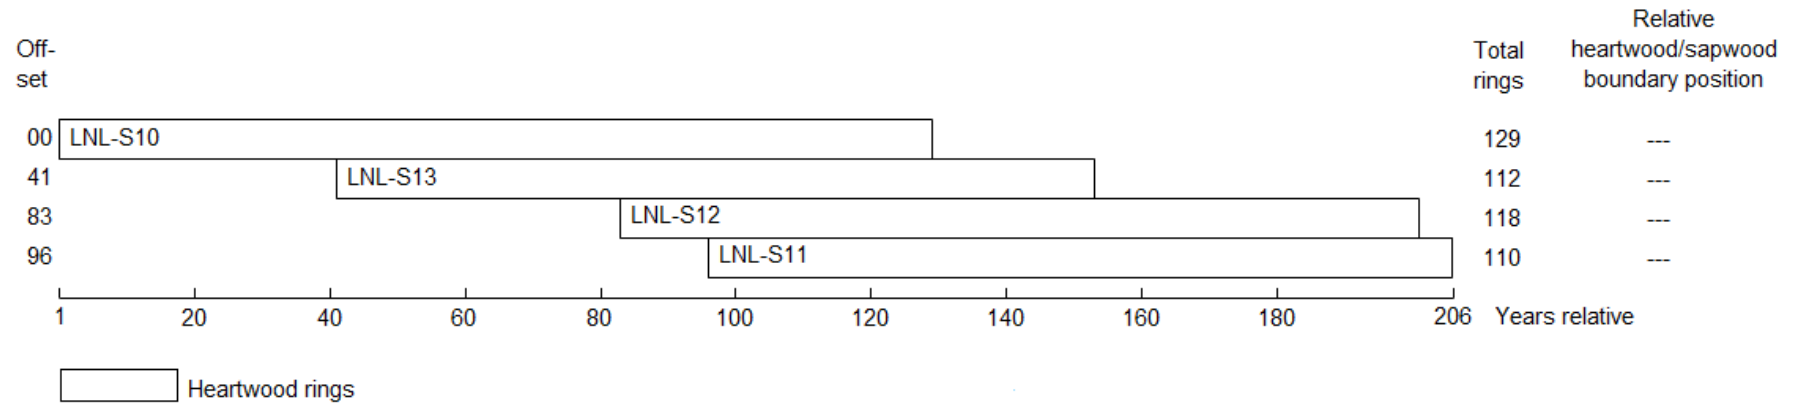 Relative
Off-
Total
heartwood/sapwood
set
rings
boundary position
00 LNL-S10 129 ---
41 LNL-S13 112 ---
83 LNL-S12 118 ---
96 LNL-S11 110 ---
1 20 40 60 80 100 120 140 160 180 206 Years relative
Heartwood rings